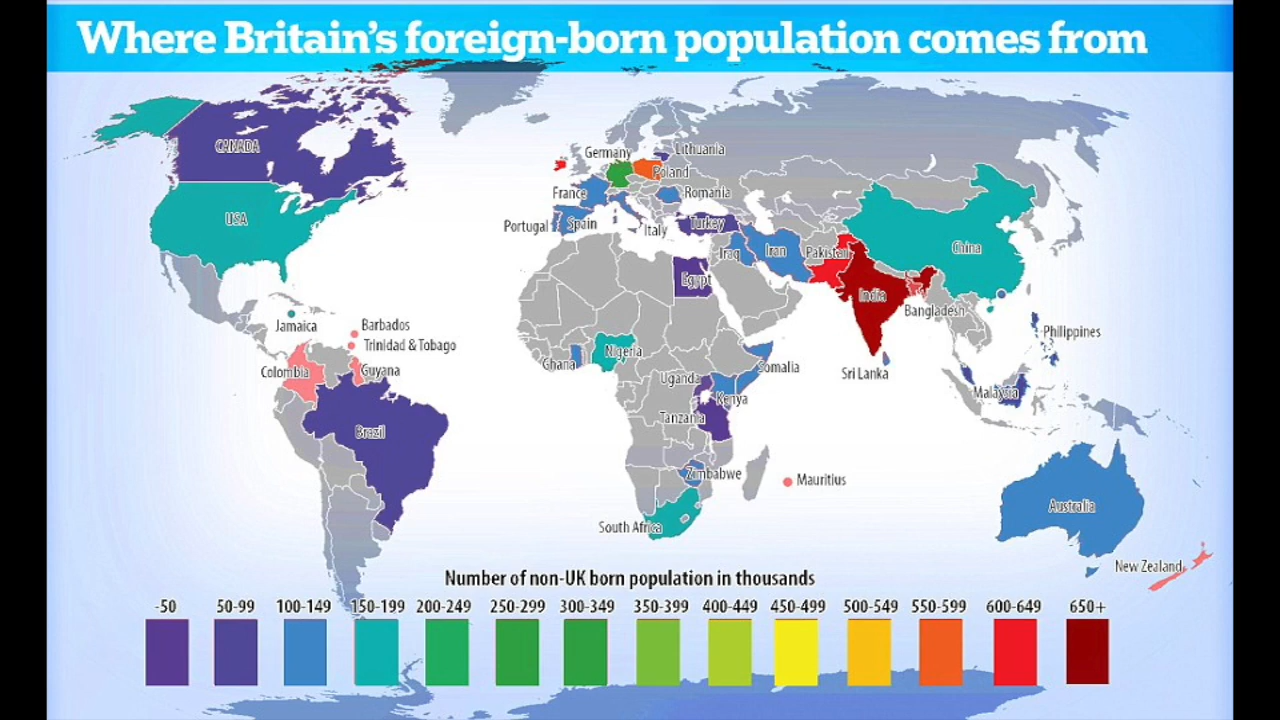 Where Britain's foreign-born population comes from
CANADA
USA
Jamaica
Barbados
Trinidad & Tobago
Colombia
Guyana
Brazil
Germany
Lithuania
Poland
France
Romania
Portugal
Spain
Italy
Turkey
Iraq
Iran
Pakistan
China
Egypt
India
Bangladesh
Philippines
Ghana
Nigeria
Somalia
Sri Lanka
Uganda
Kenya
Malaysia
Tanzania
Zimbabwe
Mauritius
South Africa
Australia
New Zealand
Number of non-UK born population in thousands
-50 50-99 100-149 150-199 200-249 250-299 300-349 350-399 400-449 450-499 500-549 550-599 600-649 650+